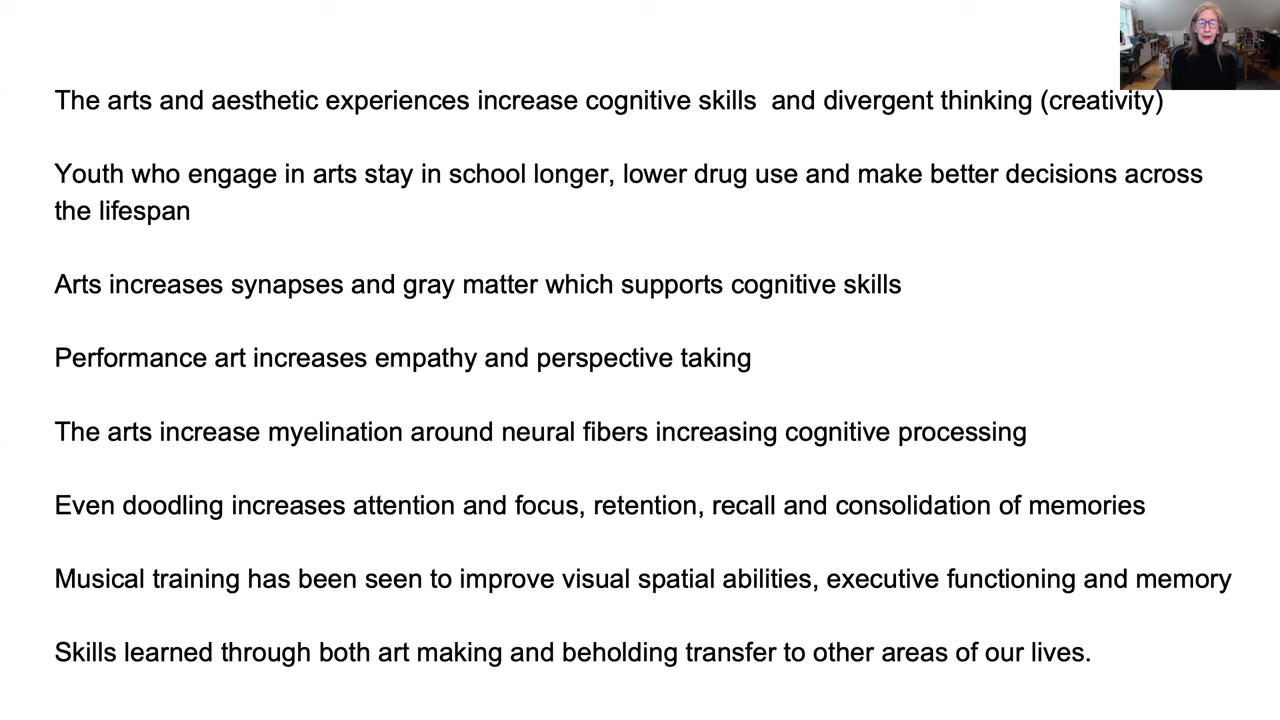 The arts and aesthetic experiences increase cognitive skills  and divergent thinking (creativity)
Youth who engage in arts stay in school longer, lower drug use and make better decisions across
the lifespan
Arts increases synapses and gray matter which supports cognitive skills
Performance art increases empathy and perspective taking
The arts increase myelination around neural fibers increasing cognitive processing
Even doodling increases attention and focus, retention, recall and consolidation of memories
Musical training has been seen to improve visual spatial abilities, executive functioning and memory
Skills learned through both art making and beholding transfer to other areas of our lives.